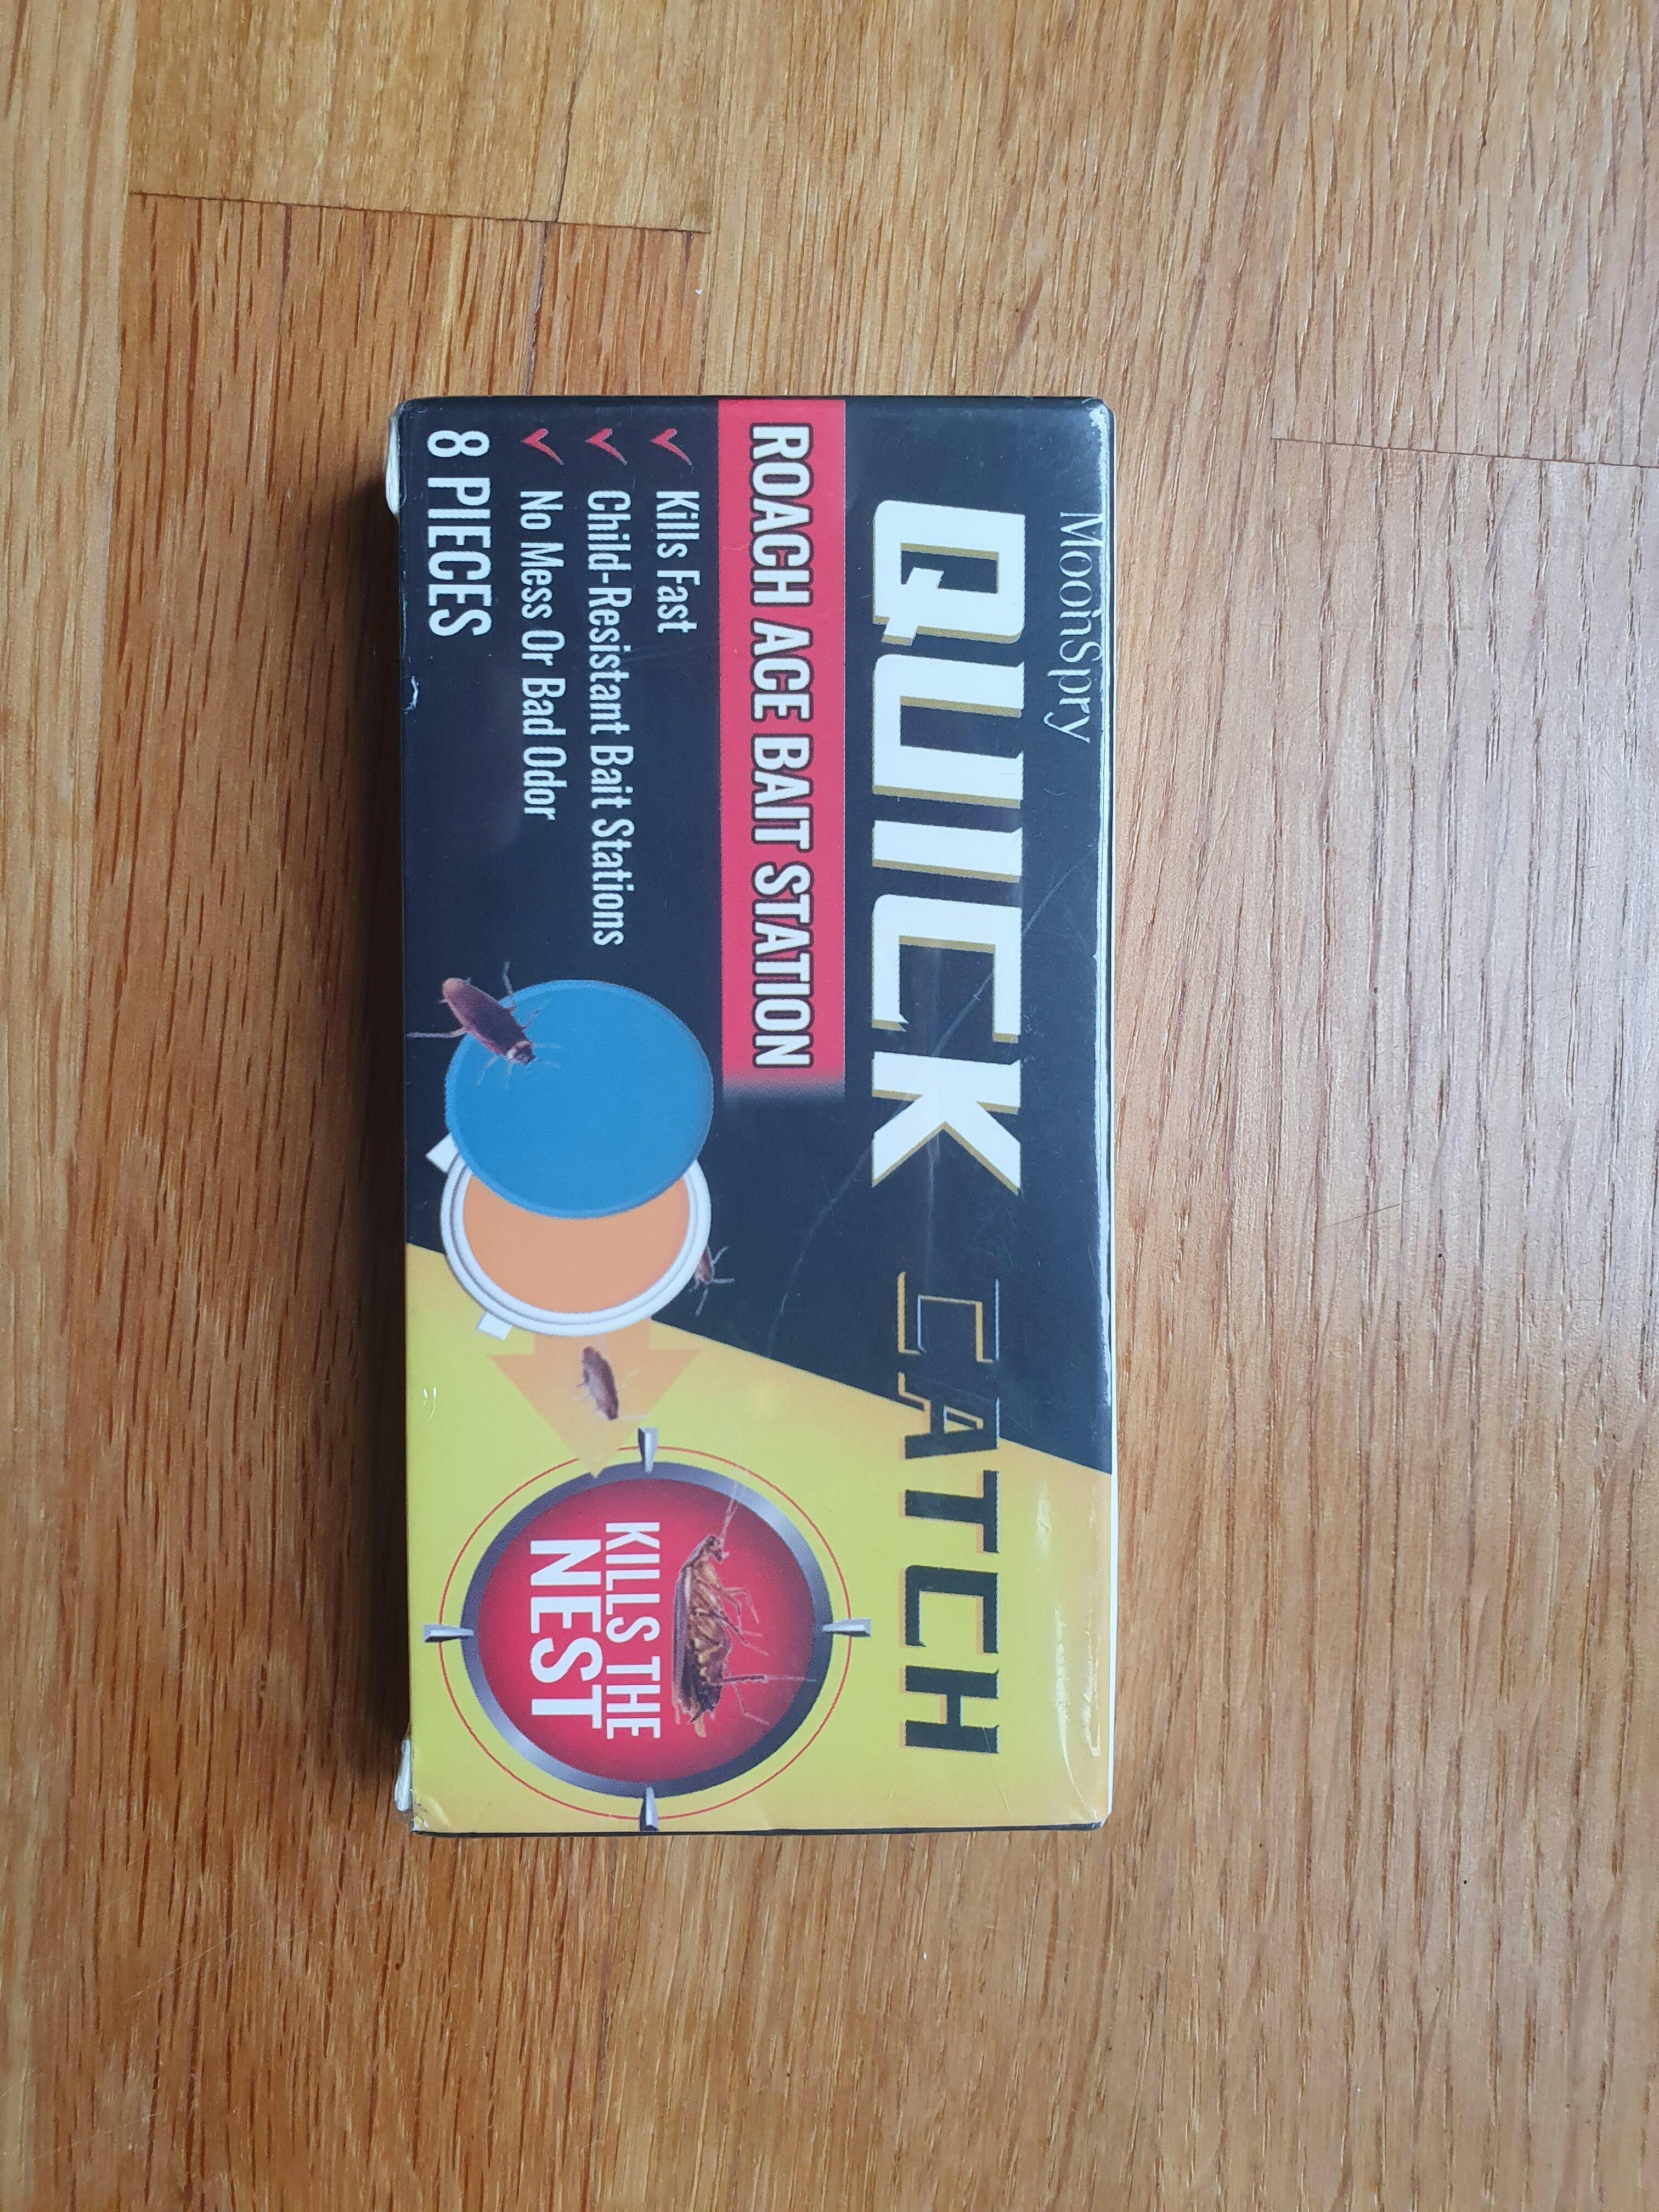 MoonSpry
QUICK CATCH
ROACH ACE BAIT STATION
Kills Fast
Child-Resistant Bait Stations
No Mess Or Bad Odor
8 PIECES
KILLS THE
NEST